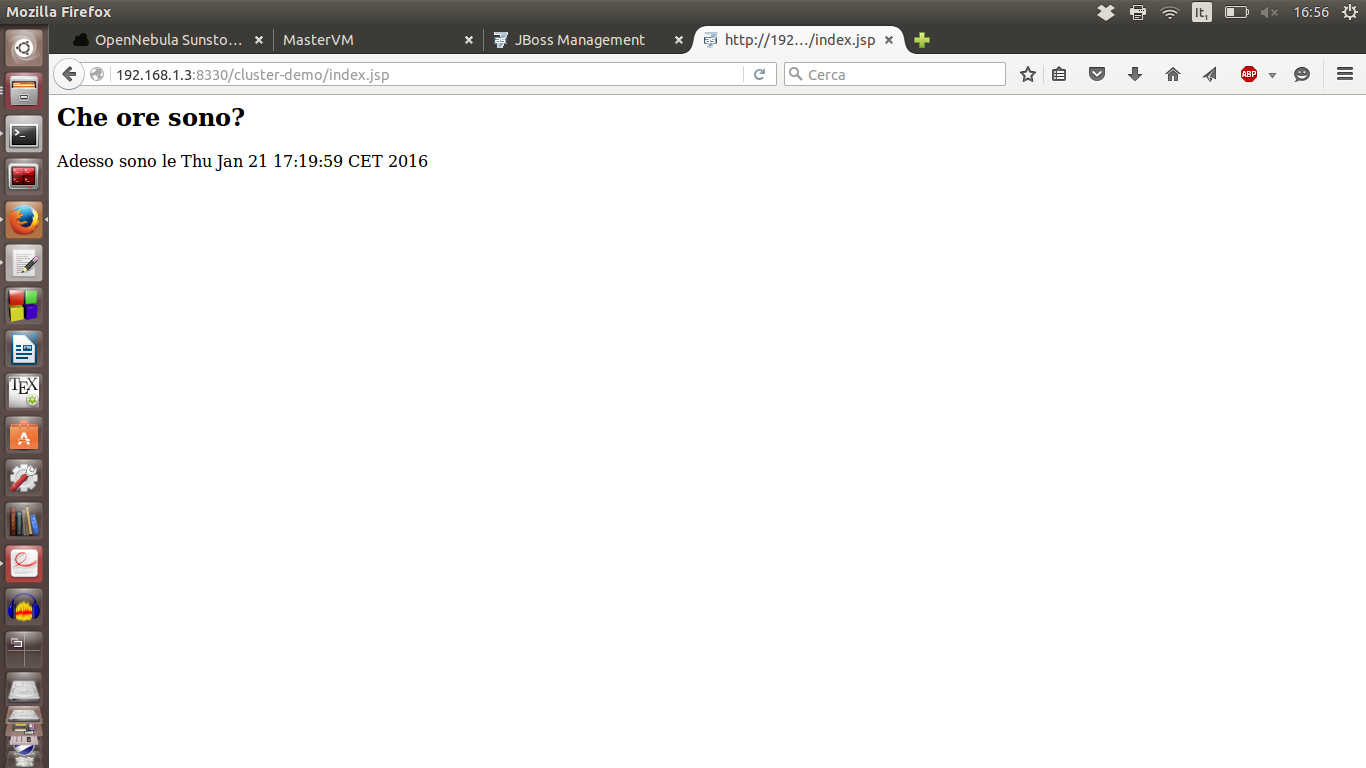 Mozilla Firefox
It1
16:56
OpenNebula Sunsto...
MasterVM
JBoss Management
http://192.../index.jsp
192.168.1.3:8330/cluster-demo/index.jsp
Cerca
ABP
Che ore sono?
Adesso sono le Thu Jan 21 17:19:59 CET 2016
TEX